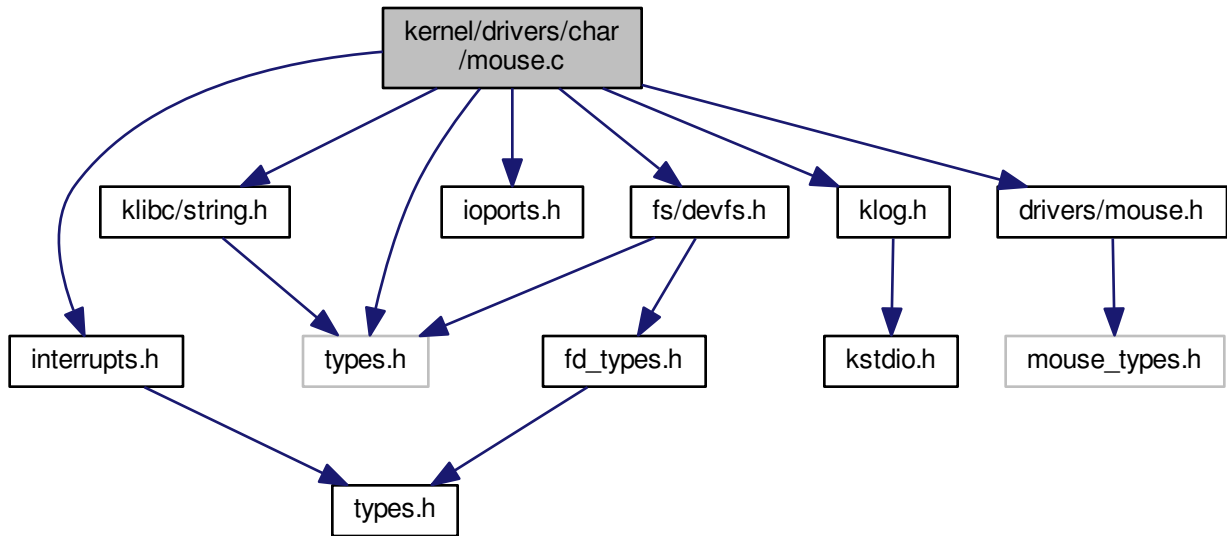 kernel/drivers/char
/mouse.c
klibc/string.h
ioports.h
fs/devfs.h
klog.h
drivers/mouse.h
interrupts.h
types.h
fd_types.h
kstdio.h
mouse_types.h
types.h